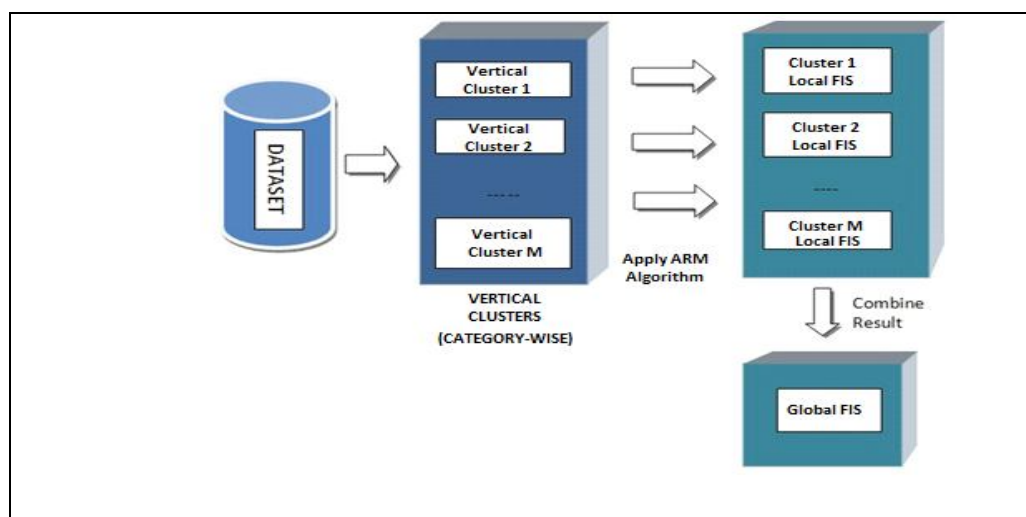 DATASET
Vertical
Cluster 1
Vertical
Cluster 2
-- -- --
Vertical
Cluster M
VERTICAL
CLUSTERS
(CATEGORY-WISE)
Apply ARM
Algorithm
Cluster 1
Local FIS
Cluster 2
Local FIS
----
Cluster M
Local FIS
Combine
Result
Global FIS